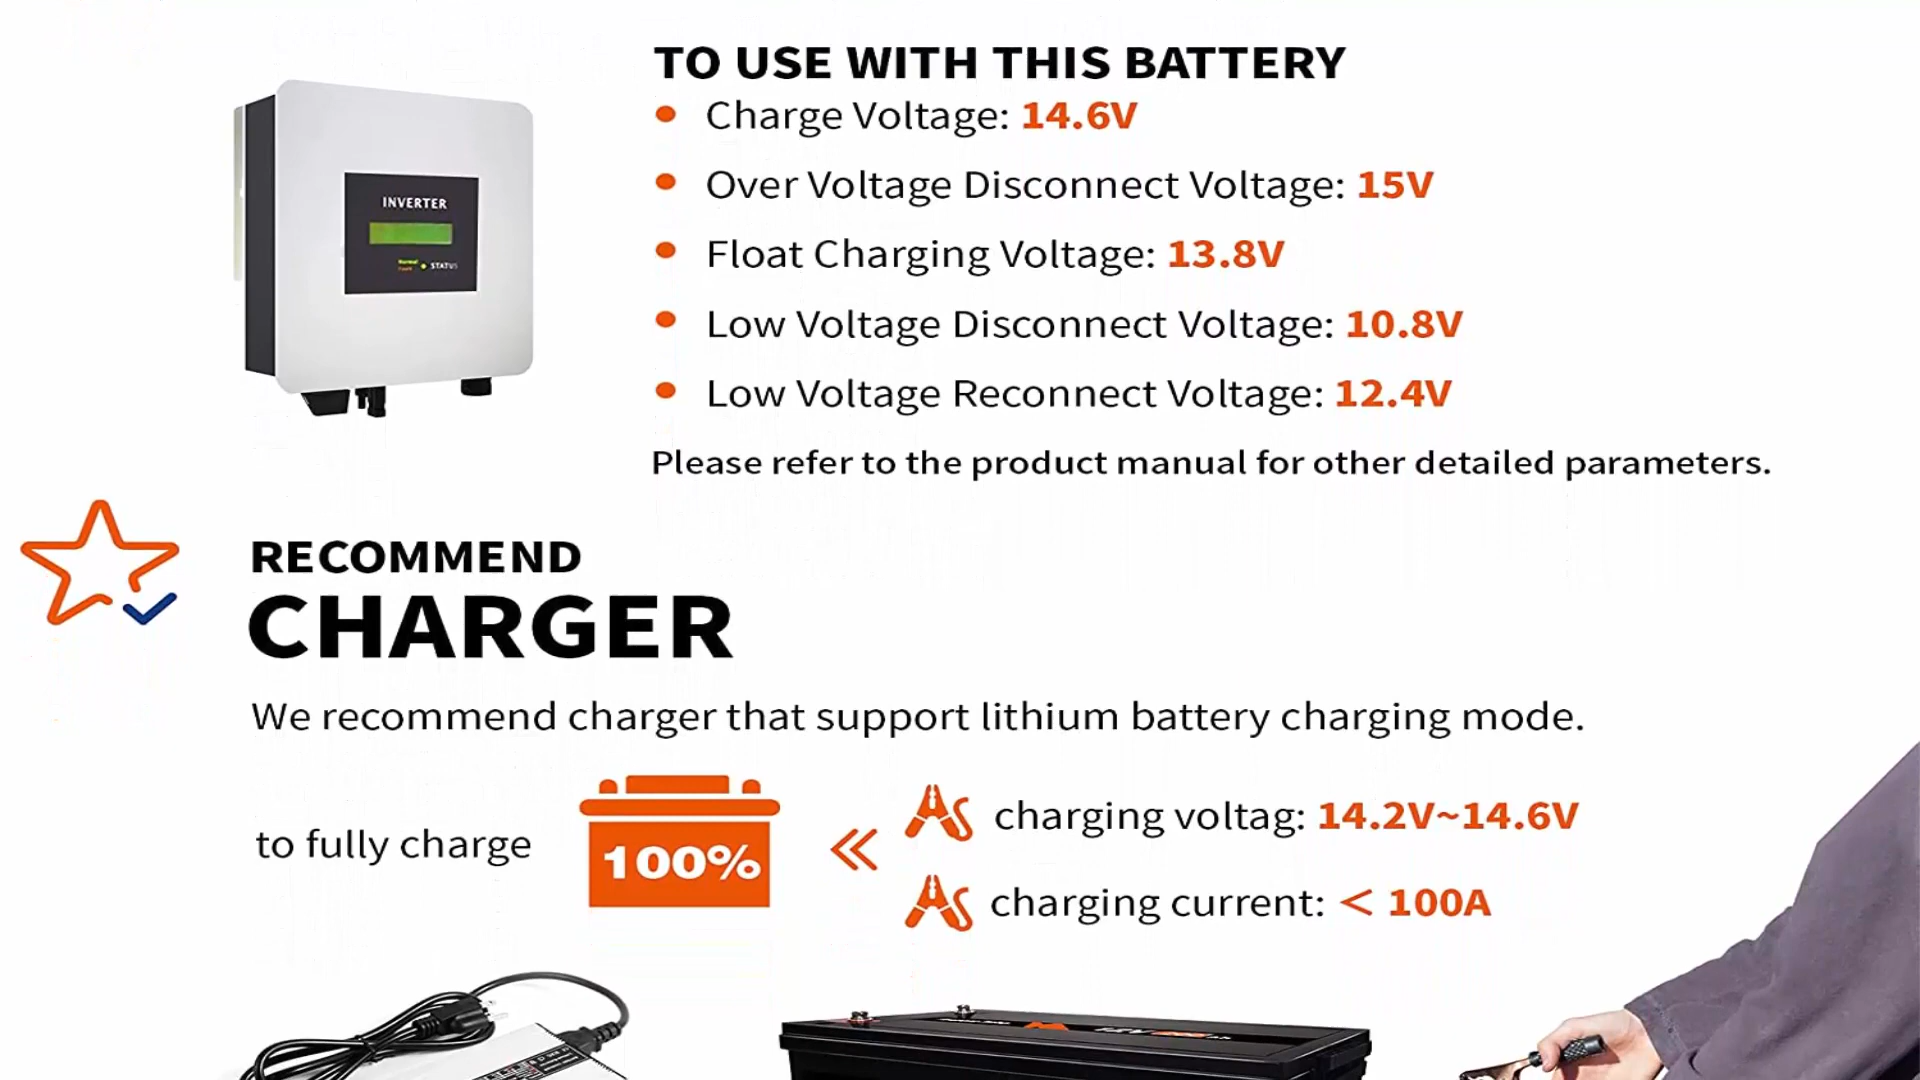 TO USE WITH THIS BATTERY
Charge Voltage: 14.6V
Over Voltage Disconnect Voltage: 15V
Float Charging Voltage: 13.8V
Low Voltage Disconnect Voltage: 10.8V
Low Voltage Reconnect Voltage: 12.4V
Please refer to the product manual for other detailed parameters.
INVERTER
STATUS
RECOMMEND
CHARGER
We recommend charger that support lithium battery charging mode.
to fully charge
100%
charging voltag: 14.2V~14.6V
charging current: < 100A